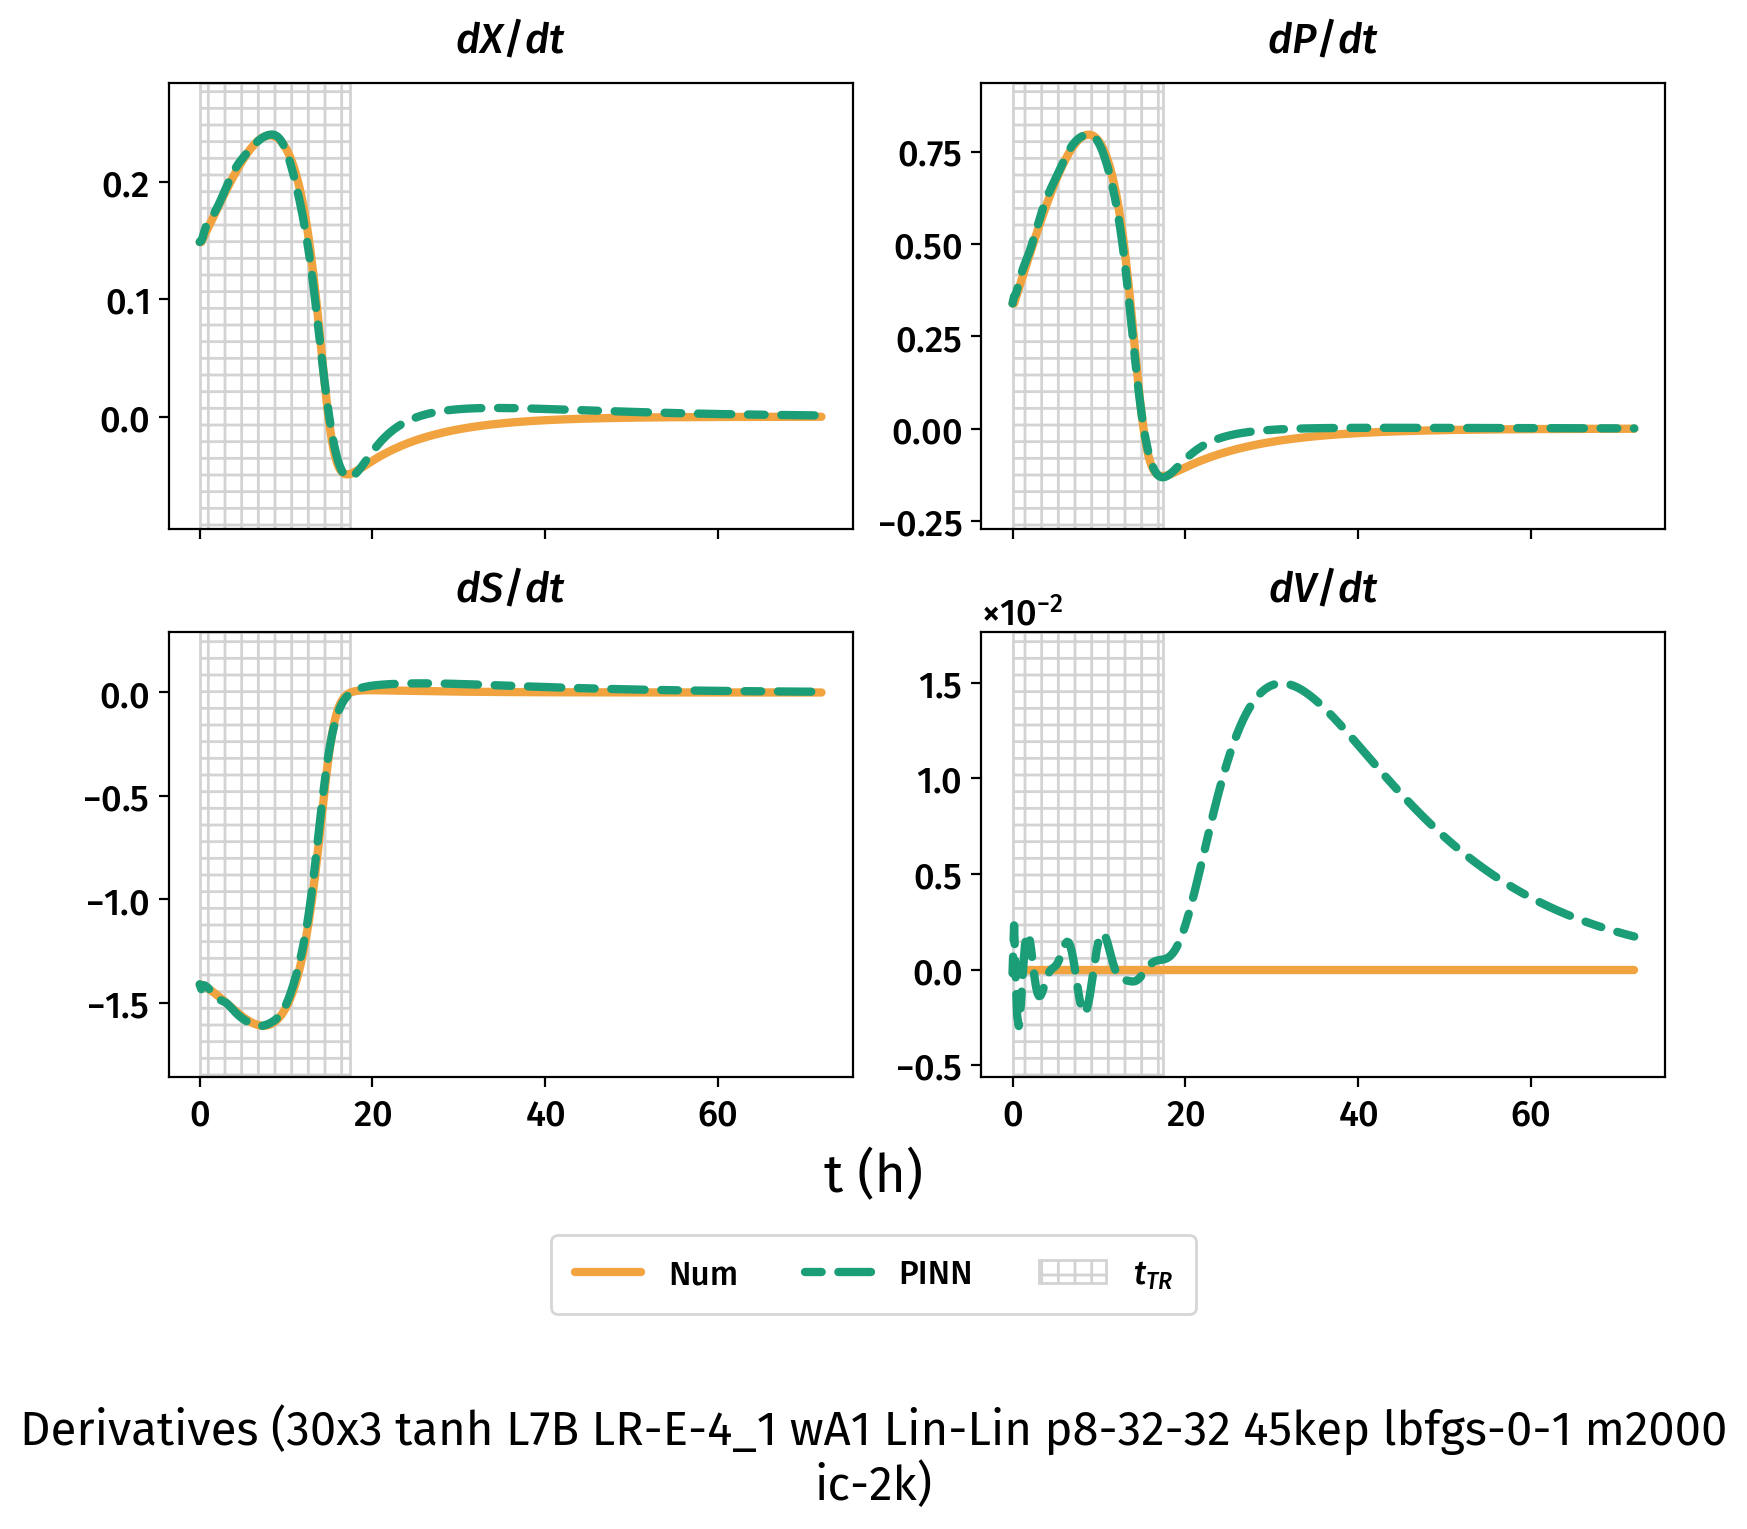 dX/dt
dP/dt
0.2
0.1
0.0
0.75
0.50
0.25
0.00
−0.25
dS/dt
dV/dt
×10⁻²
0.0
−0.5
−1.0
−1.5
1.5
1.0
0.5
0.0
−0.5
0 20 40 60
0 20 40 60
t (h)
Num PINN t_TR
Derivatives (30x3 tanh L7B LR-E-4_1 wA1 Lin-Lin p8-32-32 45kep lbfgs-0-1 m2000
ic-2k)